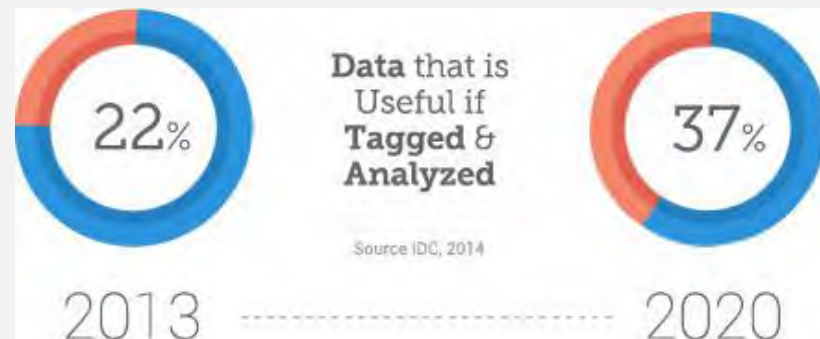 22%
Data that is
Useful if
Tagged &
Analyzed
Source IDC, 2014
37%
2013
2020